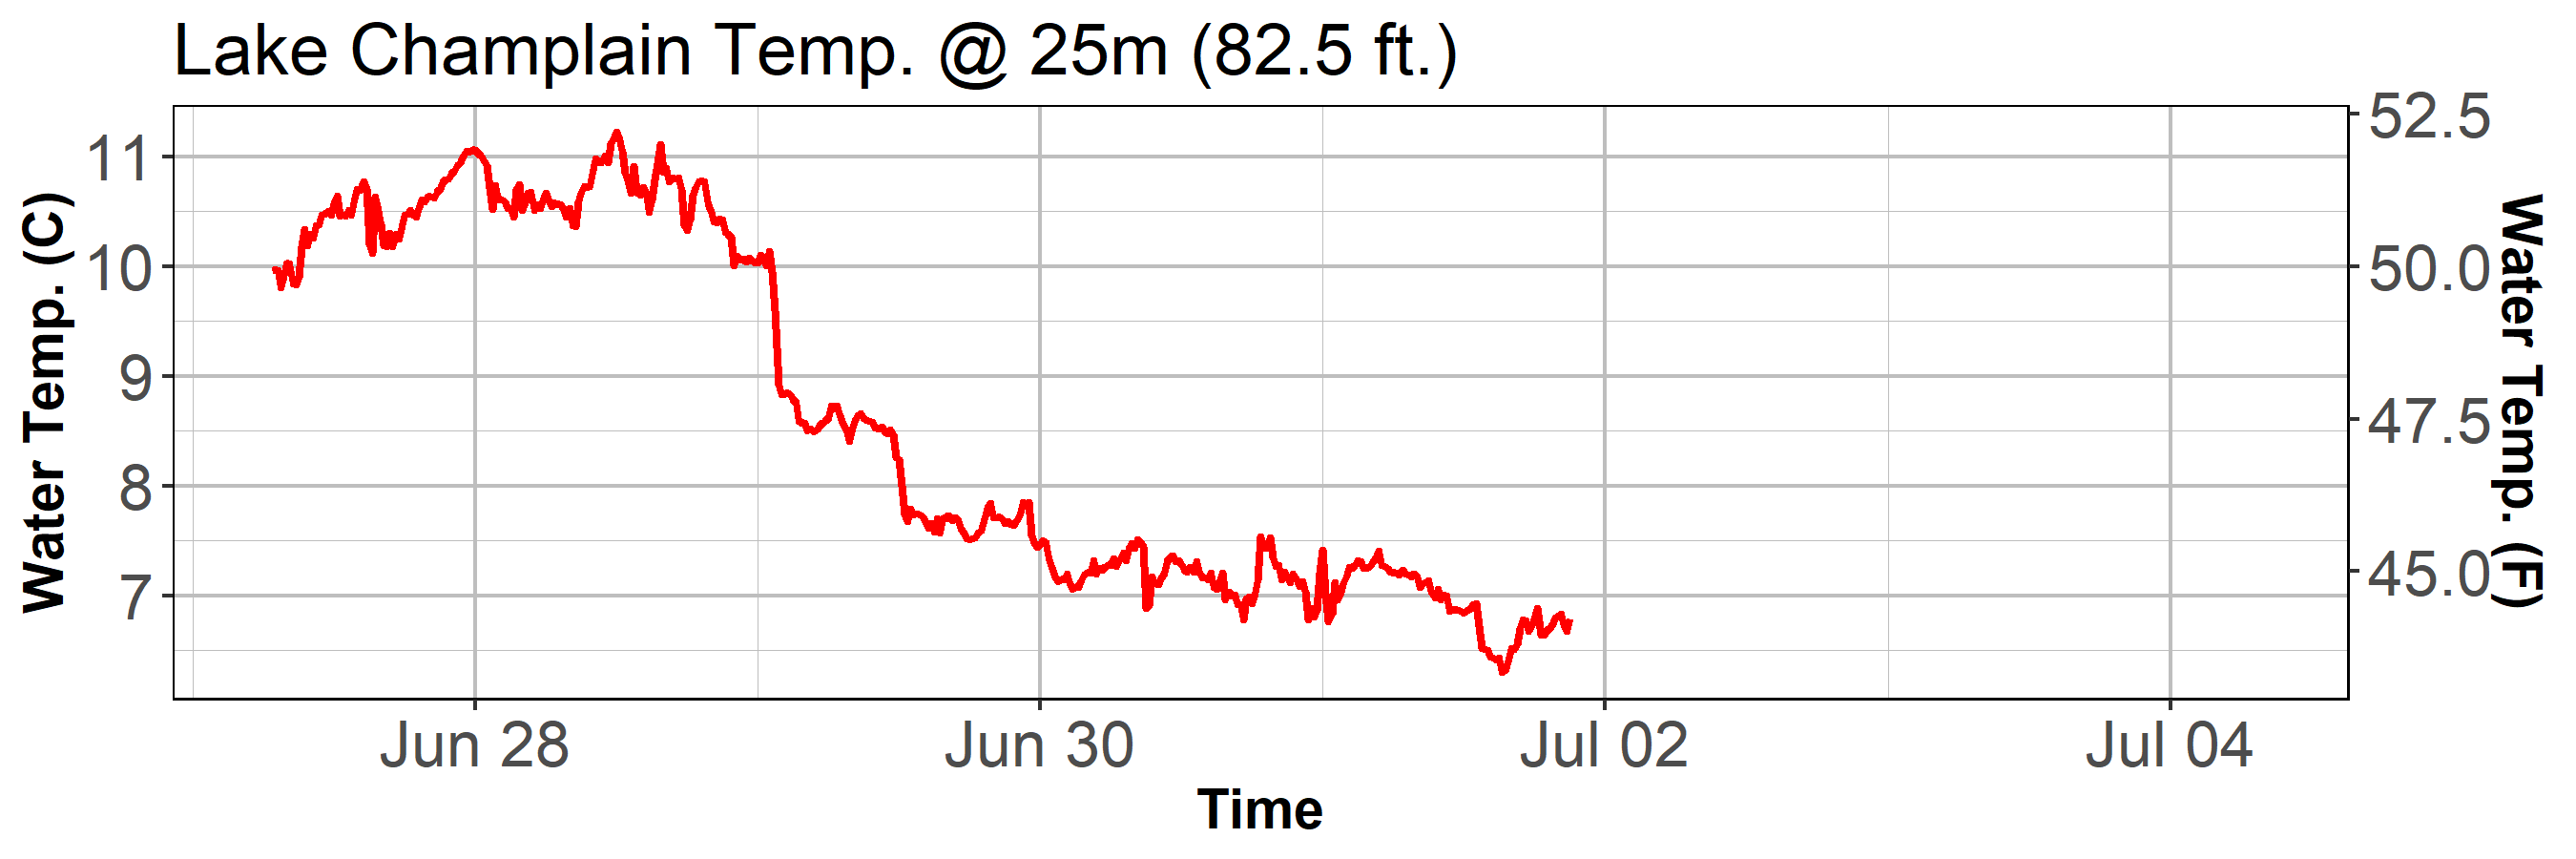 Lake Champlain Temp. @ 25m (82.5 ft.)
Water Temp. (C)
11
10
9
8
7
52.5
50.0
47.5
45.0
Water Temp. (F)
Jun 28
Jun 30
Jul 02
Jul 04
Time